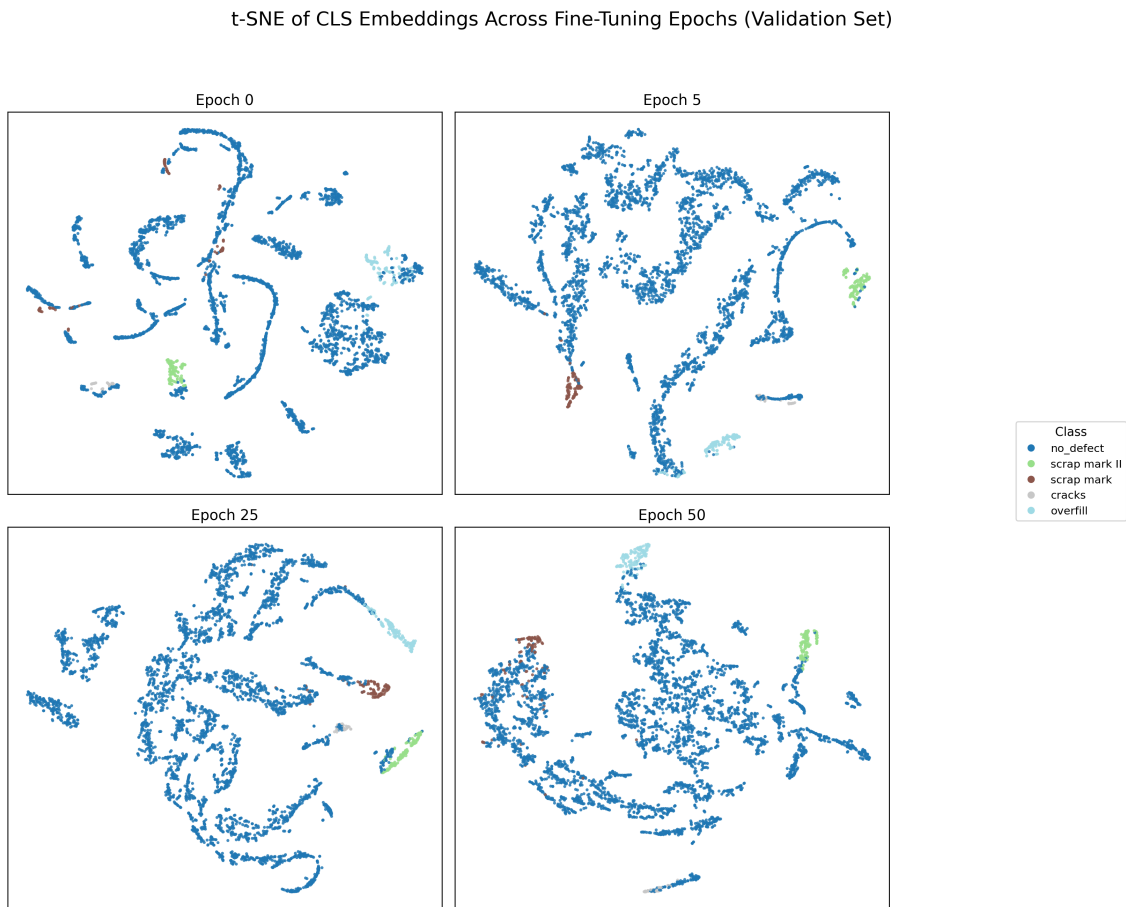 t-SNE of CLS Embeddings Across Fine-Tuning Epochs (Validation Set)
Epoch 0
Epoch 5
Epoch 25
Epoch 50
Class
no_defect
scrap mark II
scrap mark
cracks
overfill